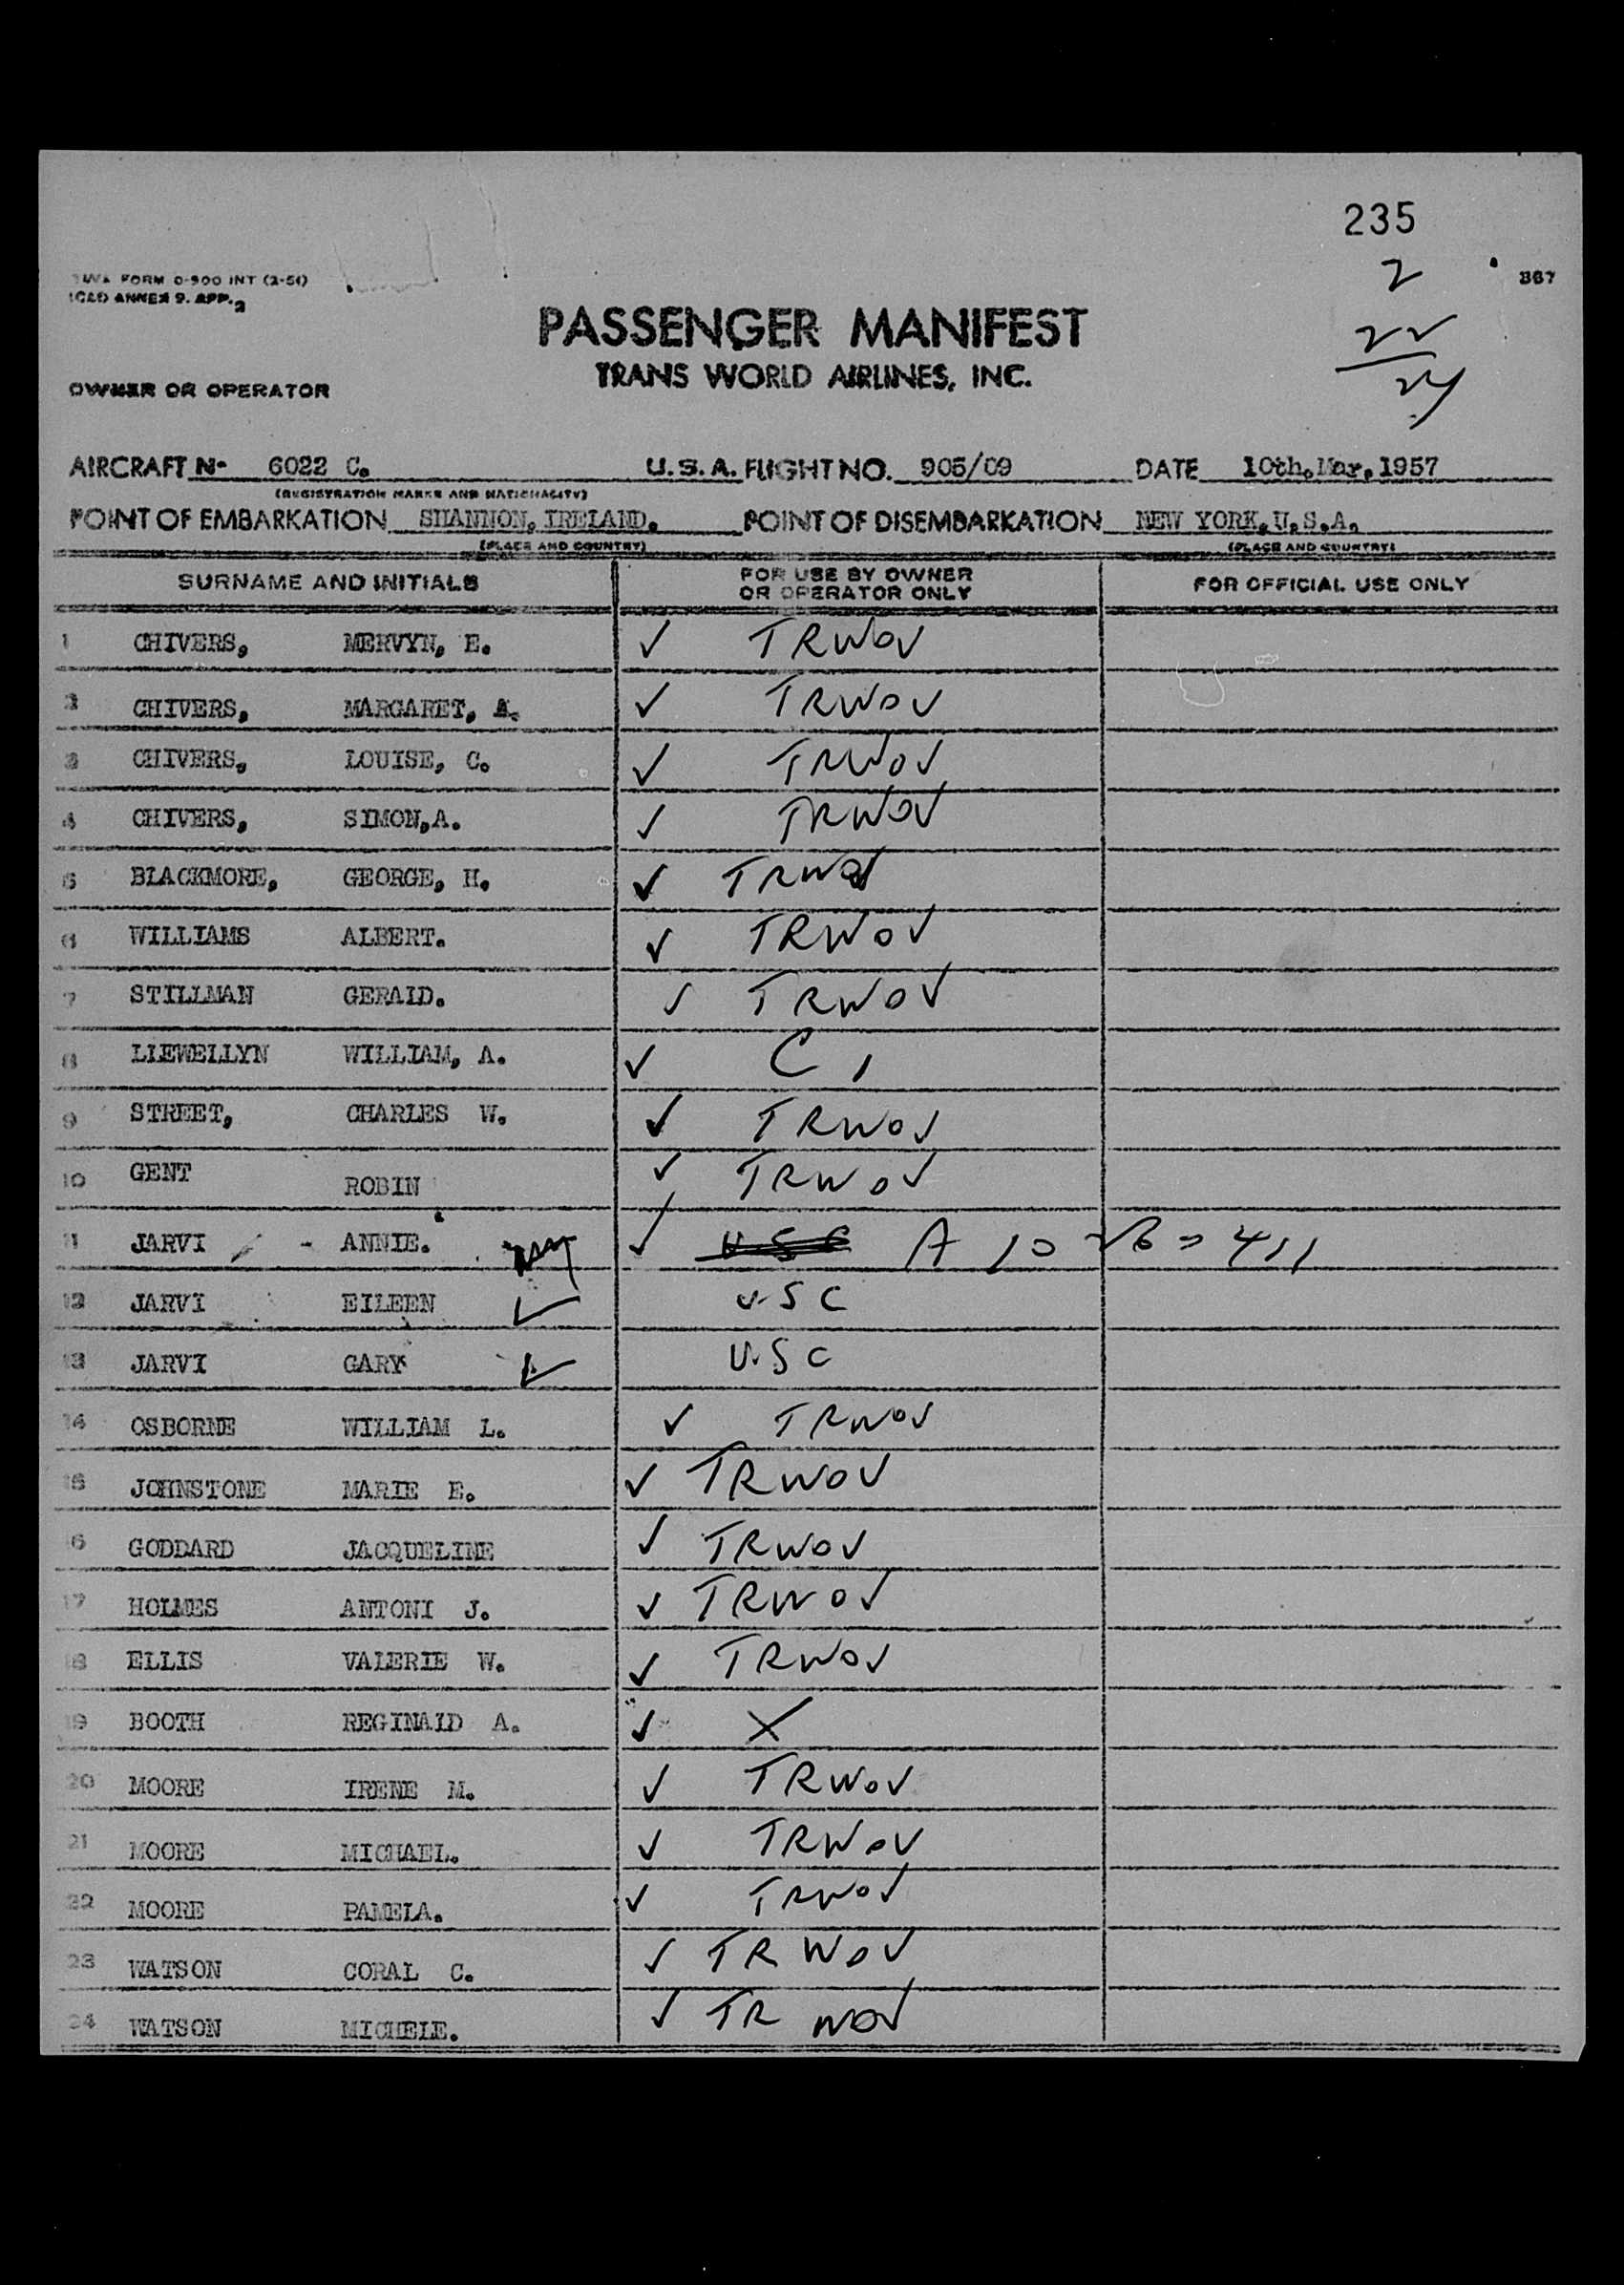 235
TWA FORM O-900 INT (2-51)
ICAO ANNEX 9. APP. 2
2
867
PASSENGER MANIFEST
22
TRANS WORLD AIRLINES, INC.
24
OWNER OR OPERATOR
AIRCRAFT N- 6022 C. U.S.A. FLIGHT NO. 905/09 DATE 10th.Mar.1957
(REGISTRATION MARKS AND NATIONALITY)
POINT OF EMBARKATION SHANNON, IRELAND. POINT OF DISEMBARKATION NEW YORK.U.S.A.
(PLACE AND COUNTRY) (PLACE AND COUNTRY)
SURNAME AND INITIALS FOR USE BY OWNER OR OPERATOR ONLY FOR OFFICIAL USE ONLY
1 CHIVERS, MERVYN, E. ✓ TRWOV
2 CHIVERS, MARGARET, A. ✓ TRWOV
3 CHIVERS, LOUISE, C. ✓ TRWOV
4 CHIVERS, SIMON,A. ✓ TRWOV
5 BLACKMORE, GEORGE, H. ✓ TRWOV
6 WILLIAMS ALBERT. ✓ TRWOV
7 STILLMAN GERALD. ✓ TRWOV
8 LLEWELLYN WILLIAM, A. ✓ C 1
9 STREET, CHARLES W. ✓ TRWOV
10 GENT ROBIN ✓ TRWOV
11 JARVI - ANNIE. ✓ USC A
12 JARVI EILEEN ✓ USC
13 JARVI GARY ✓ USC
14 OSBORNE WILLIAM L. ✓ TRWOV
15 JOHNSTONE MARIE E. ✓ TRWOV
16 GODDARD JACQUELINE ✓ TRWOV
17 HOLMES ANTONI J. ✓ TRWOV
18 ELLIS VALERIE W. ✓ TRWOV
19 BOOTH REGINALD A. ✓ X
20 MOORE IRENE M. ✓ TRWOV
21 MOORE MICHAEL. ✓ TRWOV
22 MOORE PAMELA. ✓ TRWOV
23 WATSON CORAL C. ✓ TRWOV
24 WATSON MICHELE. ✓ TR WOV